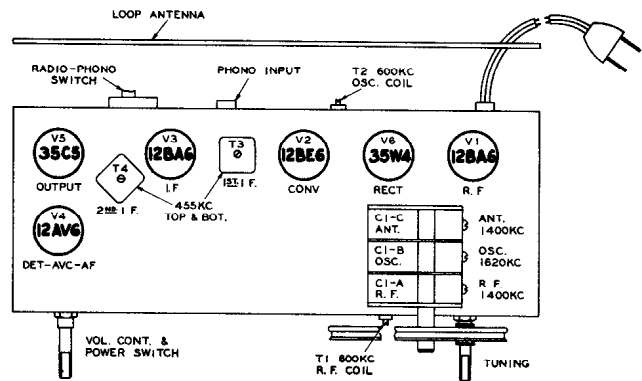 LOOP ANTENNA
RADIO-PHONO
SWITCH
PHONO INPUT
T2 600KC
OSC. COIL
V5
35C5
OUTPUT
T4
2ND I F.
V3
12BA6
I.F
T3
1ST I F.
455KC
TOP & BOT.
V2
12BE6
CONV
V6
35W4
RECT
V1
12BA6
R.F
V4
12AV6
DET-AVC-AF
C1-C
ANT.
C1-B
OSC.
C1-A
R.F.
ANT.
1400KC
OSC.
1620KC
R F.
1400KC
VOL. CONT. &
POWER SWITCH
T1 600KC
R.F. COIL
TUNING